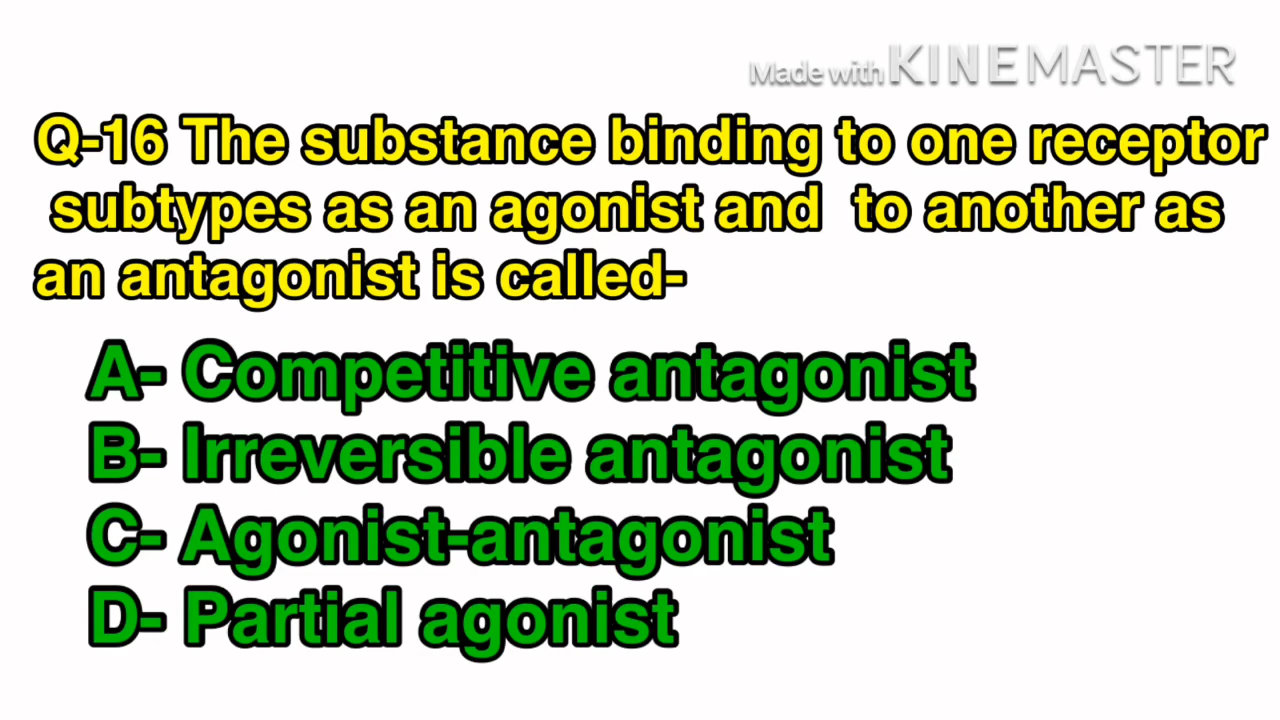 Made with KINEMASTER
Q-16 The substance binding to one receptor
subtypes as an agonist and to another as
an antagonist is called-
A- Competitive antagonist
B- Irreversible antagonist
C- Agonist-antagonist
D- Partial agonist